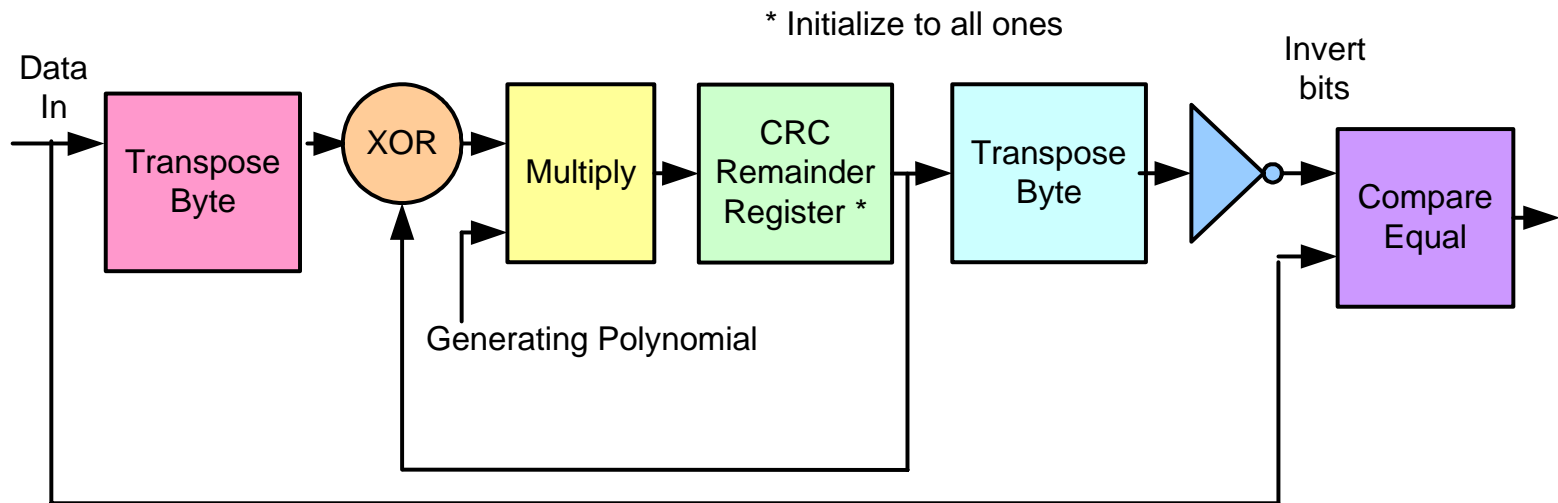 * Initialize to all ones
Data
In
Transpose
Byte
XOR
Multiply
CRC
Remainder
Register *
Transpose
Byte
Invert
bits
Compare
Equal
Generating Polynomial